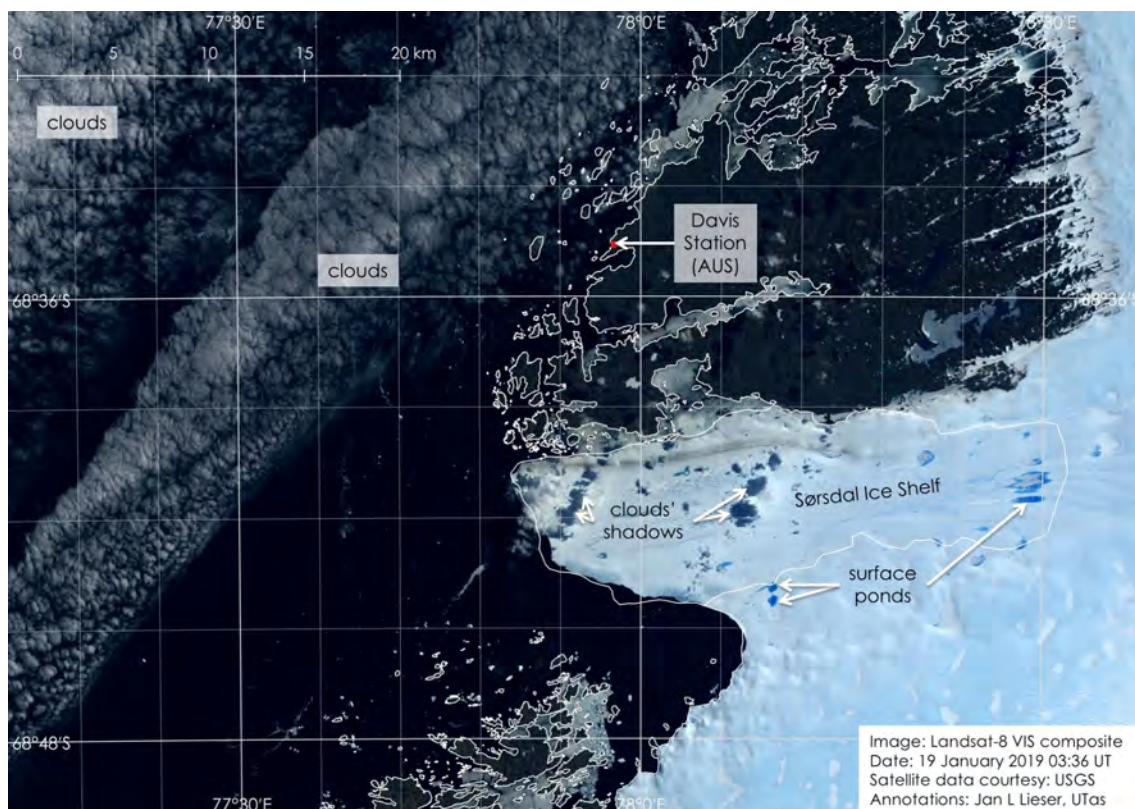 77°30'E
78°0'E
78°30'E
0
5
10
15
20 km
clouds
clouds
Davis
Station
(AUS)
68°36'S
68°36'S
clouds'
shadows
Sørsdal Ice Shelf
surface
ponds
68°48'S
77°30'E
78°0'E
Image: Landsat-8 VIS composite
Date: 19 January 2019 03:36 UT
Satellite data courtesy: USGS
Annotations: Jan L Lieser, UTas